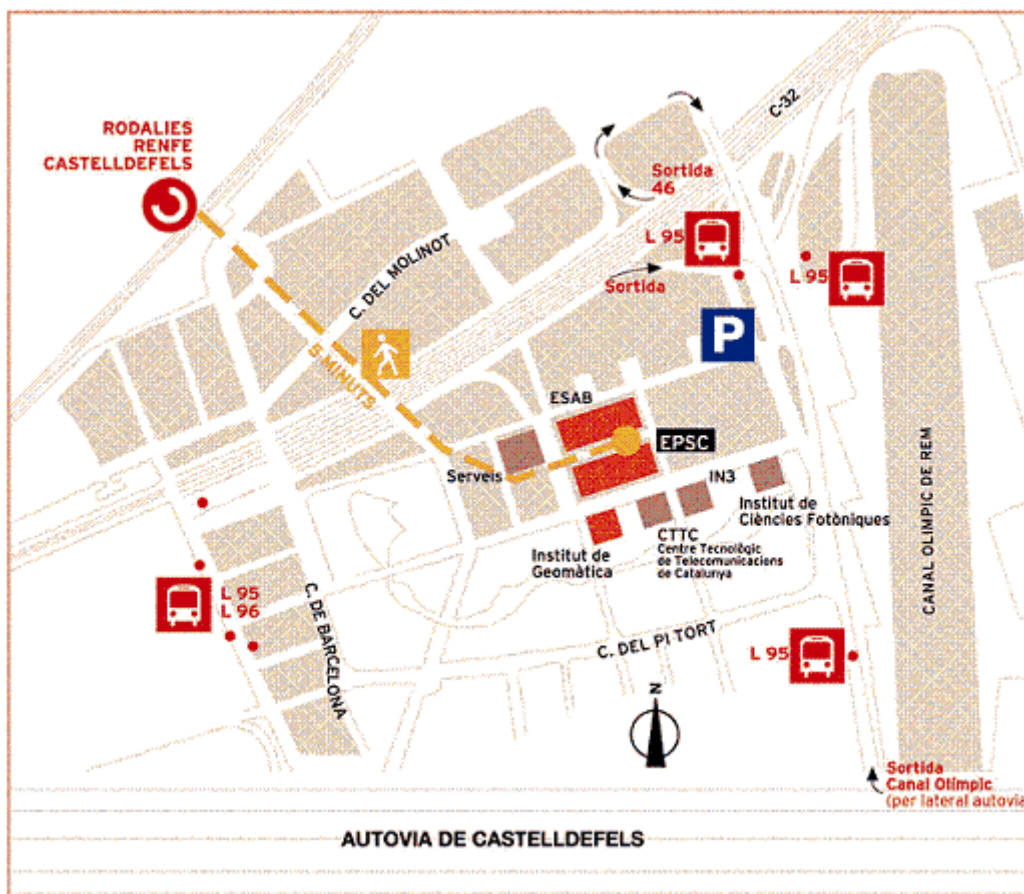 RODALIES
RENFE
CASTELLDEFELS
C-32
Sortida
46
L 95
L 95
C. DEL MOLINOT
Sortida
P
5 MINUTS
ESAB
EPSC
Serveis
IN3
Institut de
Ciències Fotòniques
CTTC
Centre Tecnològic
de Telecomunicacions
de Catalunya
Institut de
Geomàtica
CANAL OLIMPIC DE REM
L 95
L 96
C. DE BARCELONA
C. DEL PI TORT
L 95
N
Sortida
Canal Olímpic
(per lateral autovia
AUTOVIA DE CASTELLDEFELS